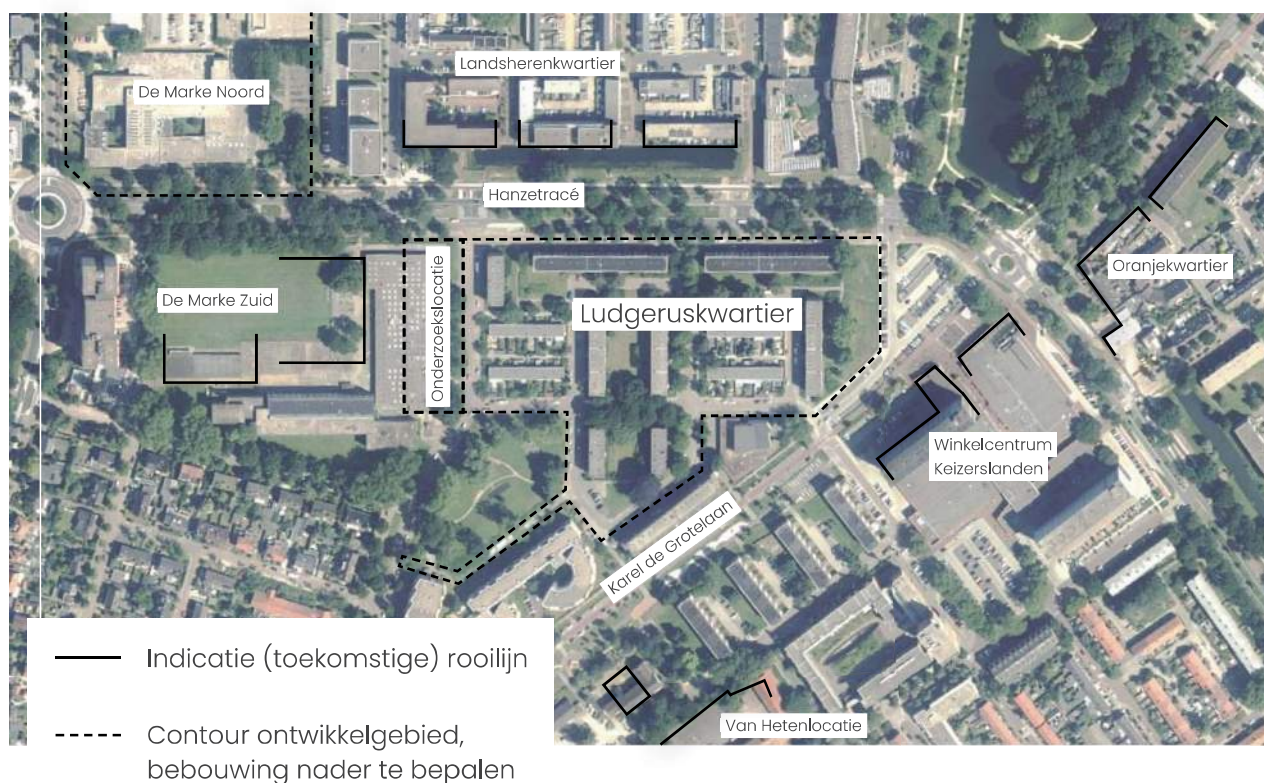 Landsherenkwartier
De Marke Noord
Hanzetracé
Oranjekwartier
De Marke Zuid
Onderzoekslocatie
Ludgeruskwartier
Winkelcentrum
Keizerslanden
Karel de Grotelaan
Van Hetenlocatie
Indicatie (toekomstige) rooilijn
Contour ontwikkelgebied,
bebouwing nader te bepalen